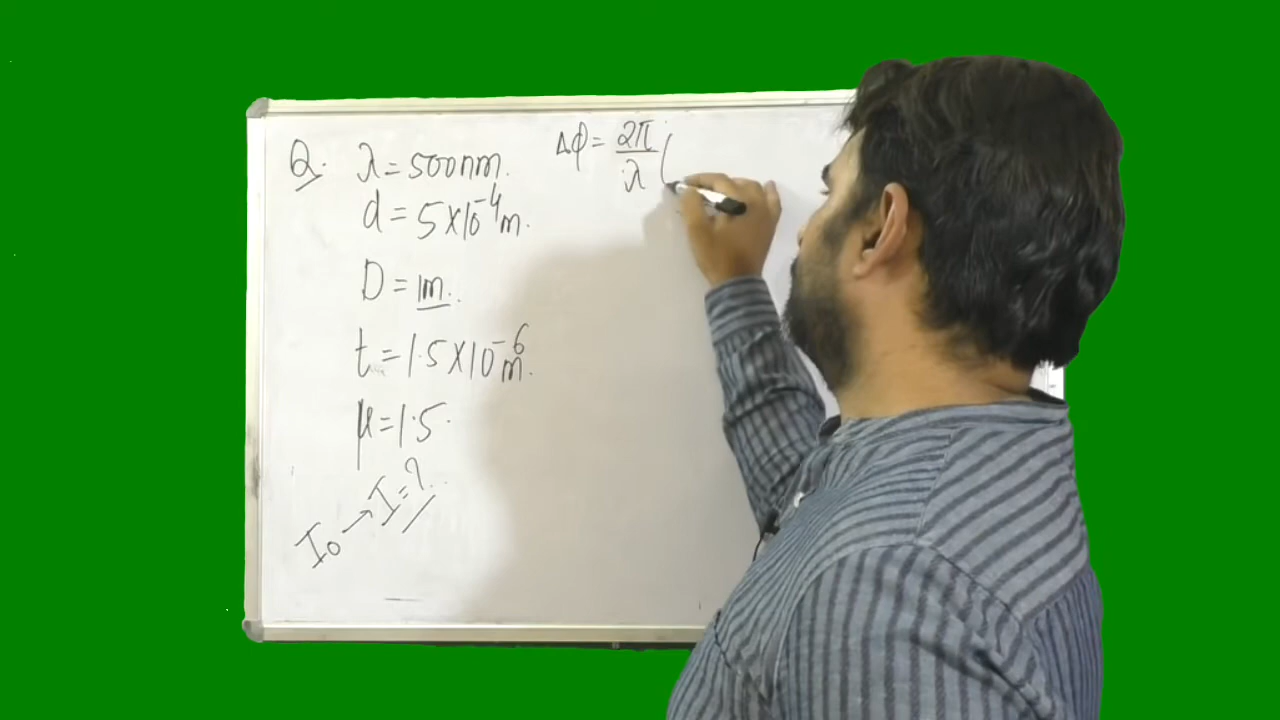 Q. λ = 500nm.
d = 5×10⁻⁴m.
D = 1m.
t = 1.5×10⁻⁶m.
μ = 1.5.
I₀ → I = ?
Δφ = 2π/λ (